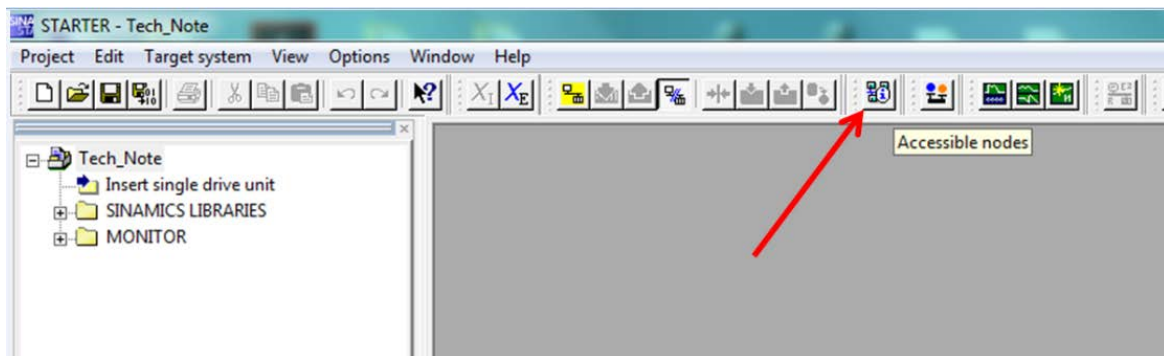 STARTER - Tech_Note
Project Edit Target system View Options Window Help
Accessible nodes
Tech_Note
Insert single drive unit
SINAMICS LIBRARIES
MONITOR